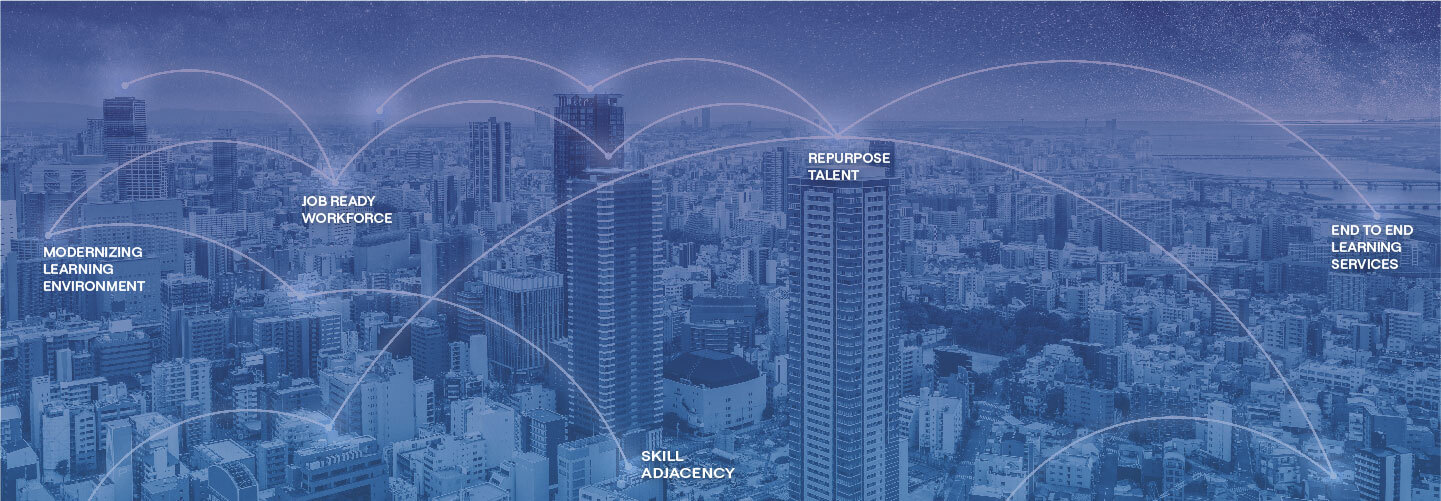 REPURPOSE
TALENT
JOB READY
WORKFORCE
END TO END
LEARNING
SERVICES
MODERNIZING
LEARNING
ENVIRONMENT
SKILL
ADJACENCY